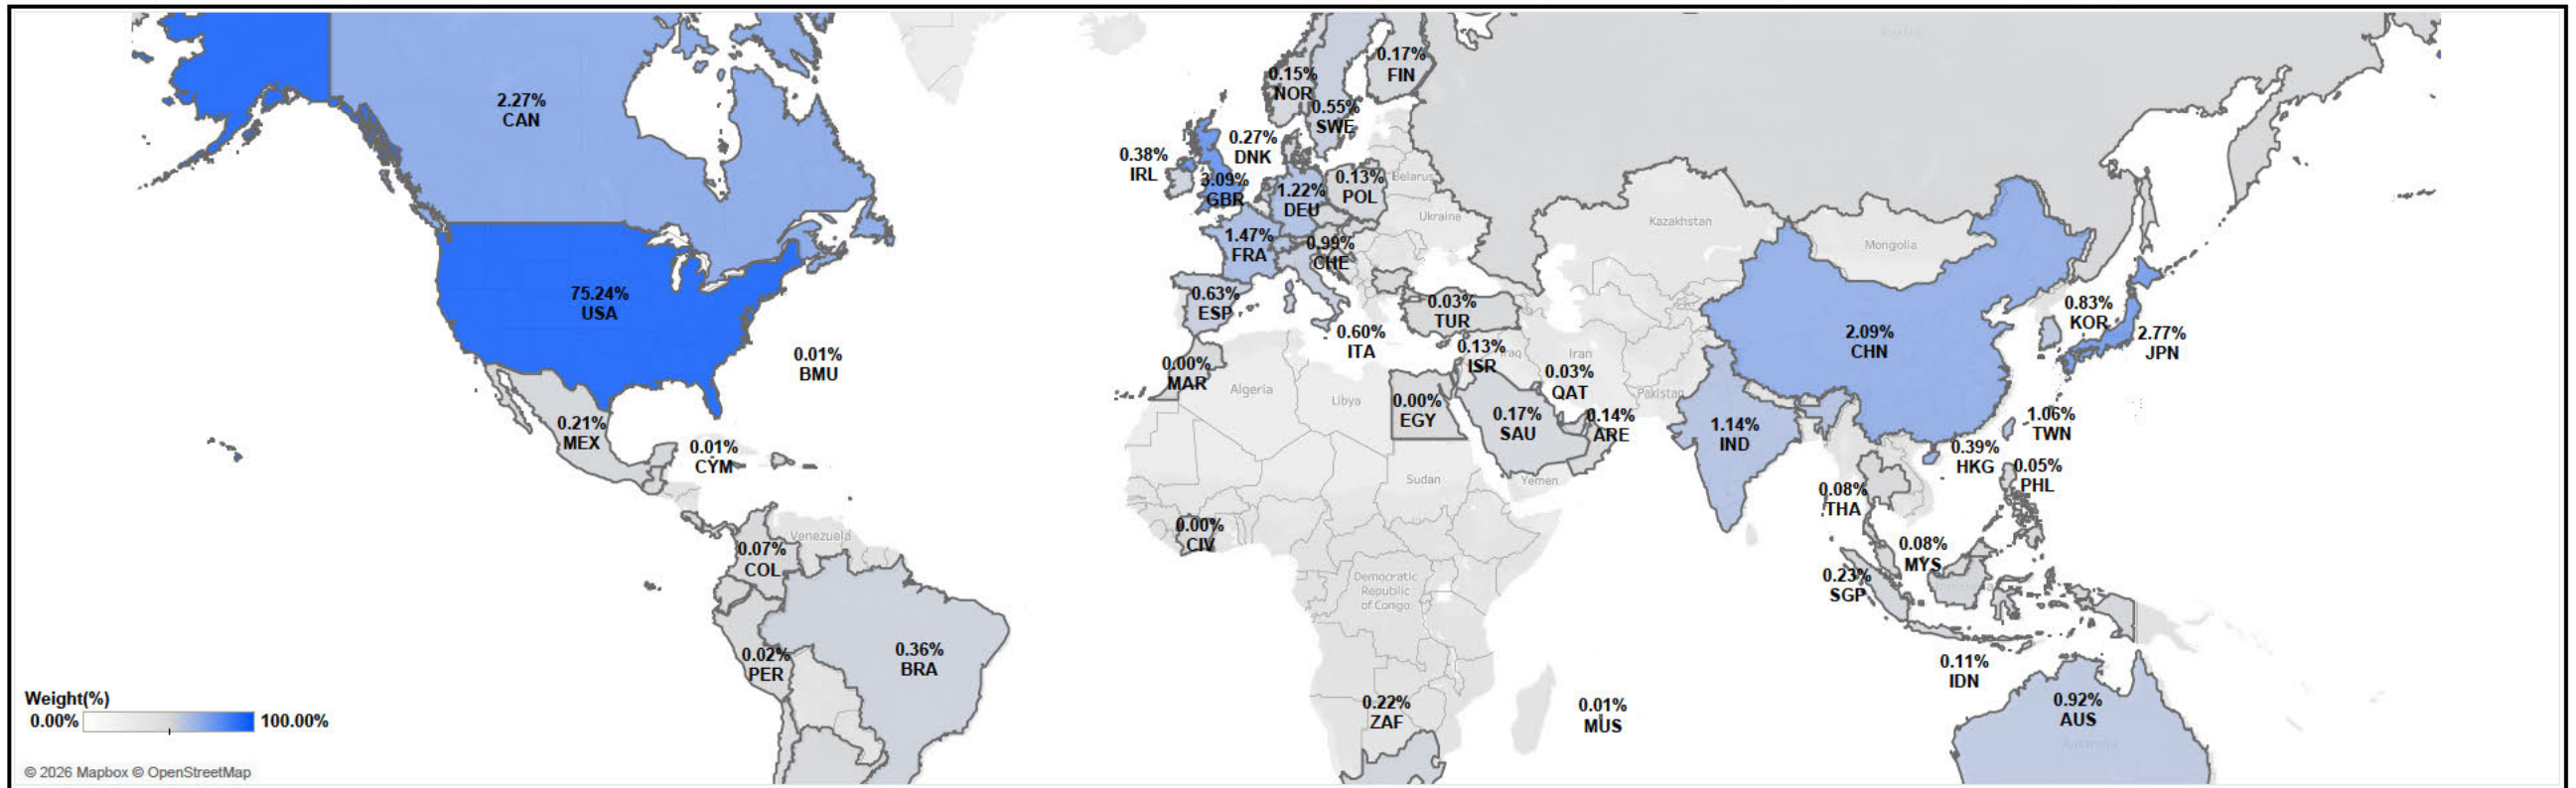 Russia
0.17%
FIN
0.15%
NOR
0.55%
SWE
2.27%
CAN
0.27%
DNK
0.38%
IRL
3.09%
GBR
1.22%
DEU
0.13%
POL
Belarus
Ukraine
Kazakhstan
Mongolia
1.47%
FRA
0.99%
CHE
75.24%
USA
0.63%
ESP
0.03%
TUR
0.60%
ITA
0.13%
ISR
Iraq
Iran
0.83%
KOR
2.77%
JPN
2.09%
CHN
0.01%
BMU
0.00%
MAR
Algeria
Libya
0.00%
EGY
0.03%
QAT
Pakistan
0.17%
SAU
0.14%
ARE
1.14%
IND
1.06%
TWN
0.39%
HKG
0.05%
PHL
0.21%
MEX
0.01%
CYM
Sudan
Yemen
0.08%
THA
0.00%
CIV
0.07%
COL
Venezuela
0.08%
MYS
0.23%
SGP
Democratic
Republic
of Congo
0.02%
PER
0.36%
BRA
0.11%
IDN
0.22%
ZAF
0.01%
MUS
0.92%
AUS
Australia
Weight(%)
0.00%
100.00%
© 2026 Mapbox © OpenStreetMap